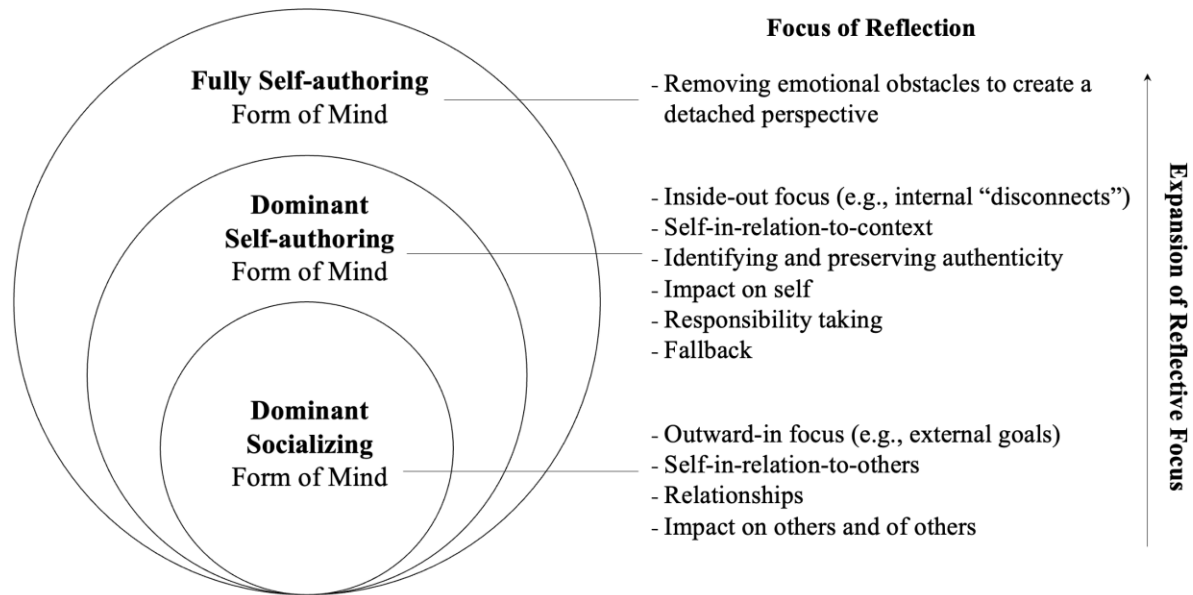 Focus of Reflection
Fully Self-authoring
Form of Mind
- Removing emotional obstacles to create a
detached perspective
Dominant
Self-authoring
Form of Mind
- Inside-out focus (e.g., internal “disconnects”)
- Self-in-relation-to-context
- Identifying and preserving authenticity
- Impact on self
- Responsibility taking
- Fallback
Dominant
Socializing
Form of Mind
- Outward-in focus (e.g., external goals)
- Self-in-relation-to-others
- Relationships
- Impact on others and of others
Expansion of Reflective Focus